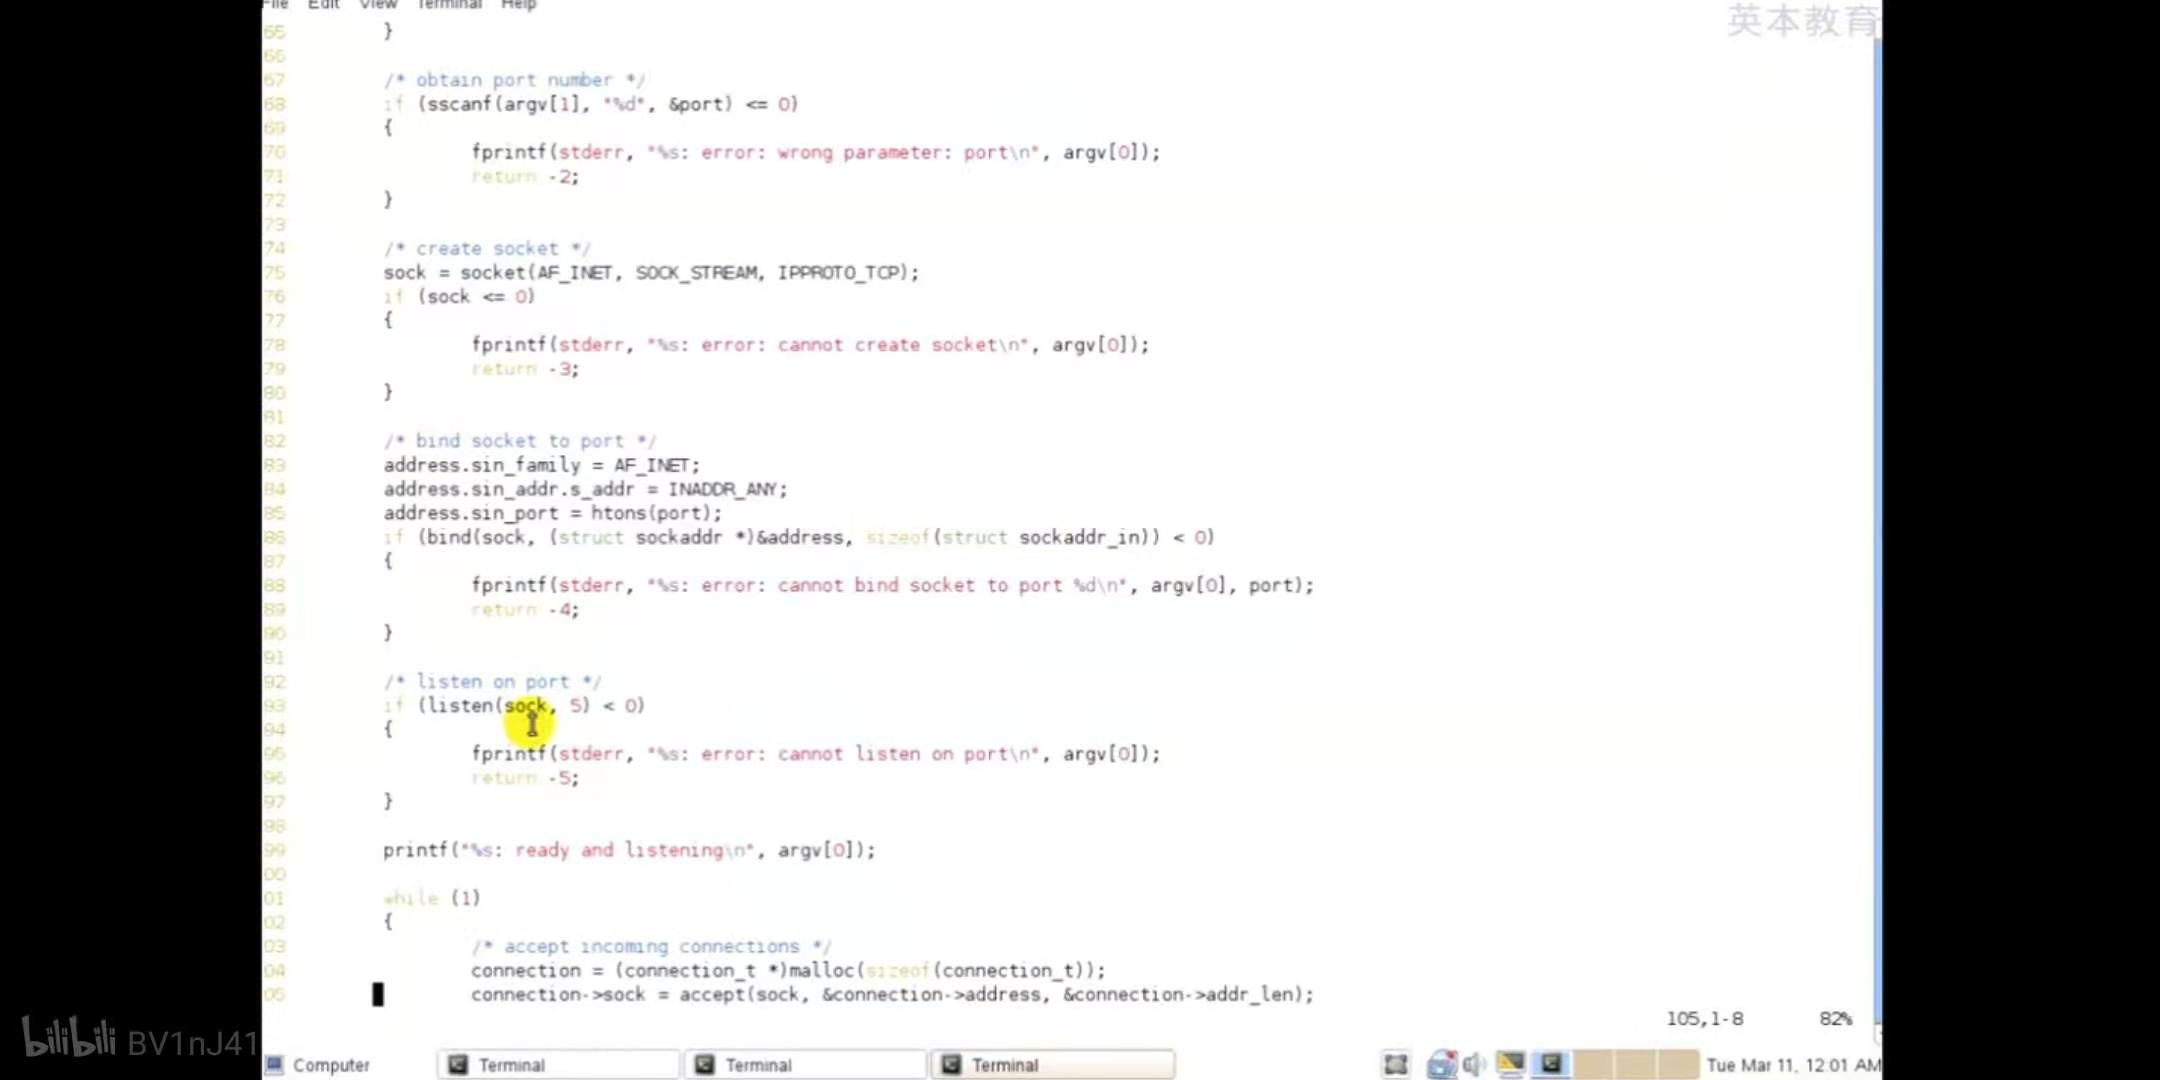 File Edit View Terminal Help
英本教育
65 }
66
67 /* obtain port number */
68 if (sscanf(argv[1], "%d", &port) <= 0)
69 {
70 fprintf(stderr, "%s: error: wrong parameter: port\n", argv[0]);
71 return -2;
72 }
73
74 /* create socket */
75 sock = socket(AF_INET, SOCK_STREAM, IPPROTO_TCP);
76 if (sock <= 0)
77 {
78 fprintf(stderr, "%s: error: cannot create socket\n", argv[0]);
79 return -3;
80 }
81
82 /* bind socket to port */
83 address.sin_family = AF_INET;
84 address.sin_addr.s_addr = INADDR_ANY;
85 address.sin_port = htons(port);
86 if (bind(sock, (struct sockaddr *)&address, sizeof(struct sockaddr_in)) < 0)
87 {
88 fprintf(stderr, "%s: error: cannot bind socket to port %d\n", argv[0], port);
89 return -4;
90 }
91
92 /* listen on port */
93 if (listen(sock, 5) < 0)
94 {
95 fprintf(stderr, "%s: error: cannot listen on port\n", argv[0]);
96 return -5;
97 }
98
99 printf("%s: ready and listening\n", argv[0]);
00
01 while (1)
02 {
03 /* accept incoming connections */
04 connection = (connection_t *)malloc(sizeof(connection_t));
05 connection->sock = accept(sock, &connection->address, &connection->addr_len);
105,1-8 82%
bilibili BV1nJ41
Computer Terminal Terminal Terminal Tue Mar 11, 12:01 AM